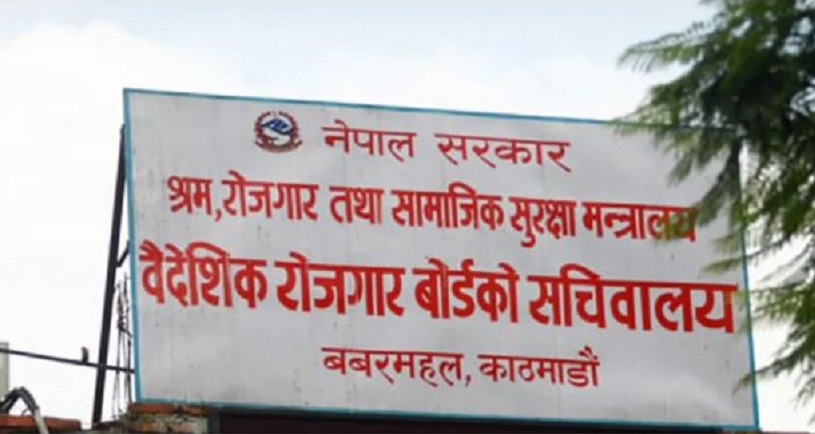 नेपाल सरकार
श्रम, रोजगार तथा सामाजिक सुरक्षा मन्त्रालय
वैदेशिक रोजगार बोर्डको सचिवालय
बबरमहल, काठमाडौं